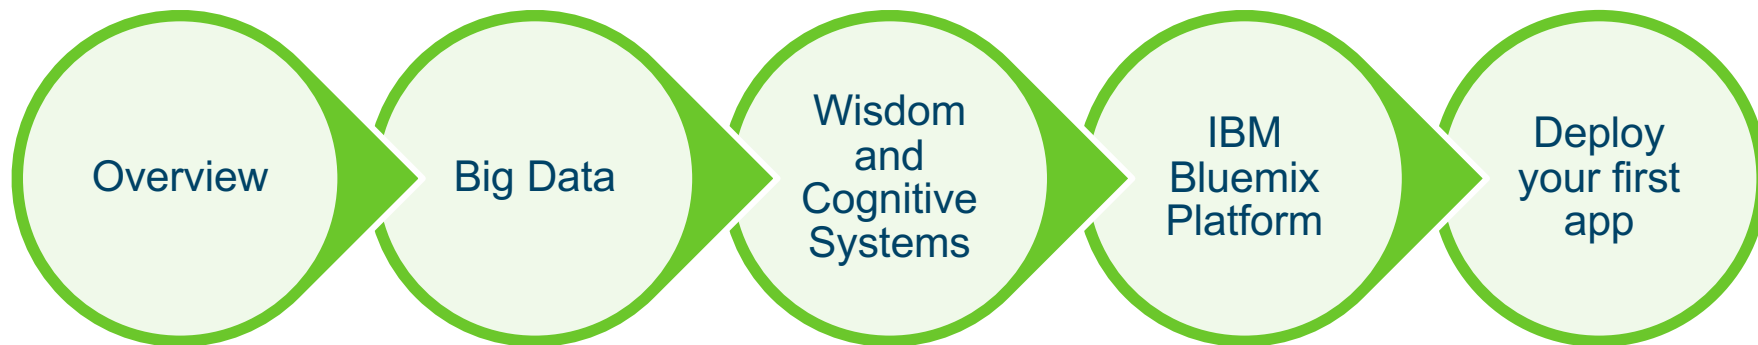 Overview
Big Data
Wisdom
and
Cognitive
Systems
IBM
Bluemix
Platform
Deploy
your first
app